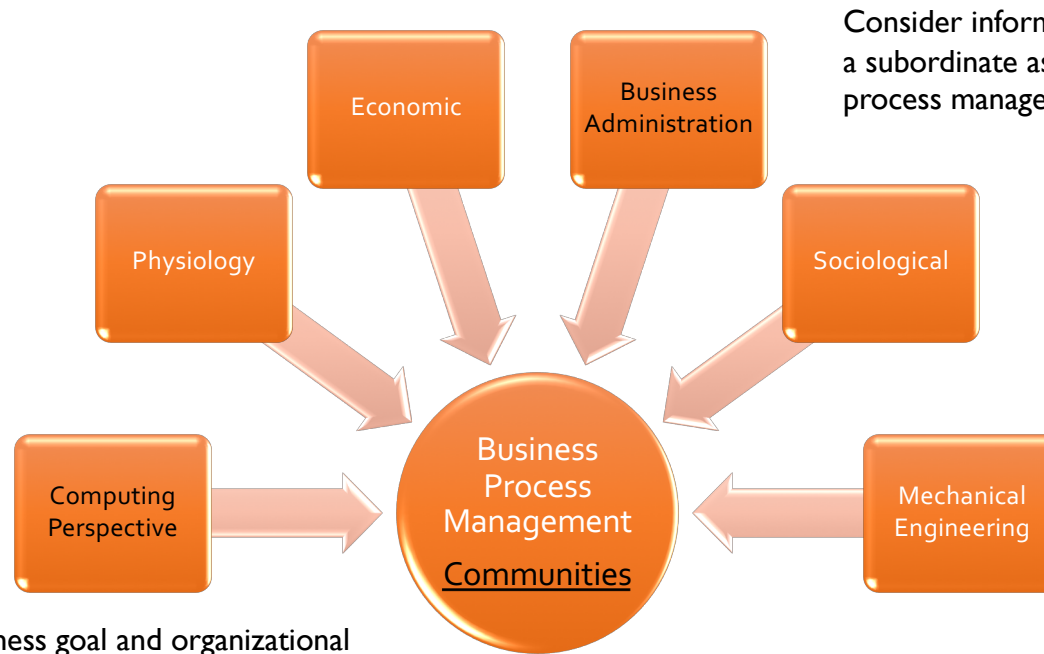 Consider inform
a subordinate as
process manage
Economic
Business
Administration
Physiology
Sociological
Computing
Perspective
Business
Process
Management
Communities
Mechanical
Engineering
ness goal and organizational